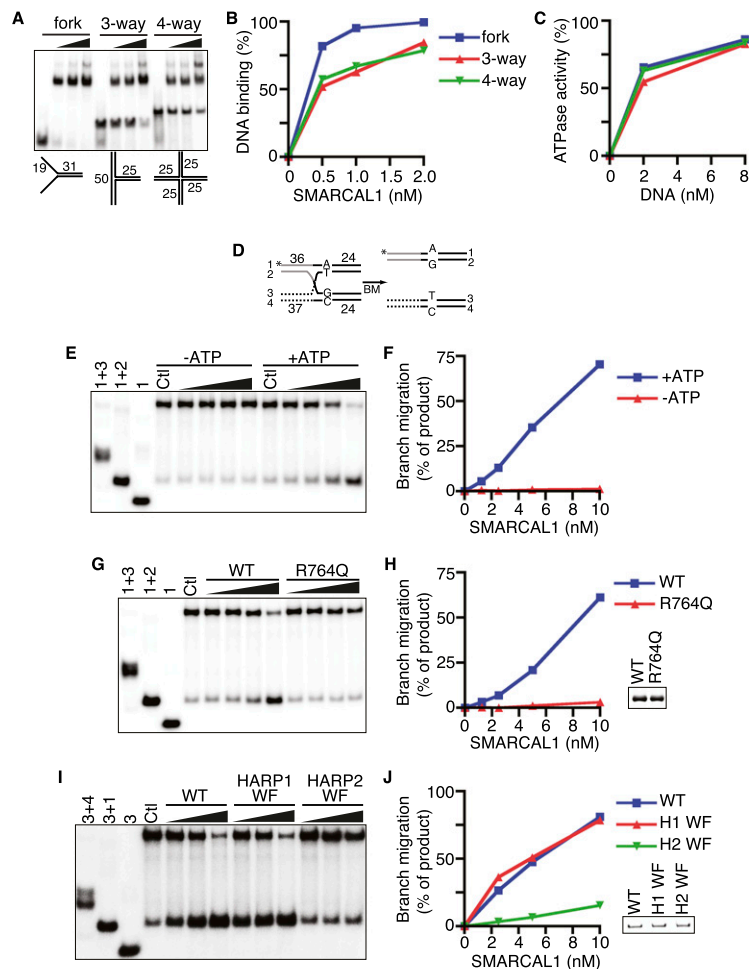 A
fork 3-way 4-way
19 31
50 25 25
25 25 25 25
B
DNA binding (%)
100
50
0
0 0.5 1.0 1.5 2.0
SMARCAL1 (nM)
fork
3-way
4-way
C
ATPase activity (%)
100
50
0
0 2 4 6 8
DNA (nM)
D
1 * 36 A 24
2 T
3 G
4 C
37 24
BM
* A 1
G 2
T 3
C 4
E
1+3 1+2 1 Ctl -ATP Ctl +ATP
F
Branch migration
(% of product)
75
50
25
0
0 2 4 6 8 10
SMARCAL1 (nM)
+ATP
-ATP
G
1+3 1+2 1 Ctl WT R764Q
H
Branch migration
(% of product)
75
50
25
0
0 2 4 6 8 10
SMARCAL1 (nM)
WT
R764Q
WT R764Q
I
3+4 3+1 3 Ctl WT HARP1 WF HARP2 WF
J
Branch migration
(% of product)
100
50
0
0 2 4 6 8 10
SMARCAL1 (nM)
WT
H1 WF
H2 WF
WT H1 WF H2 WF